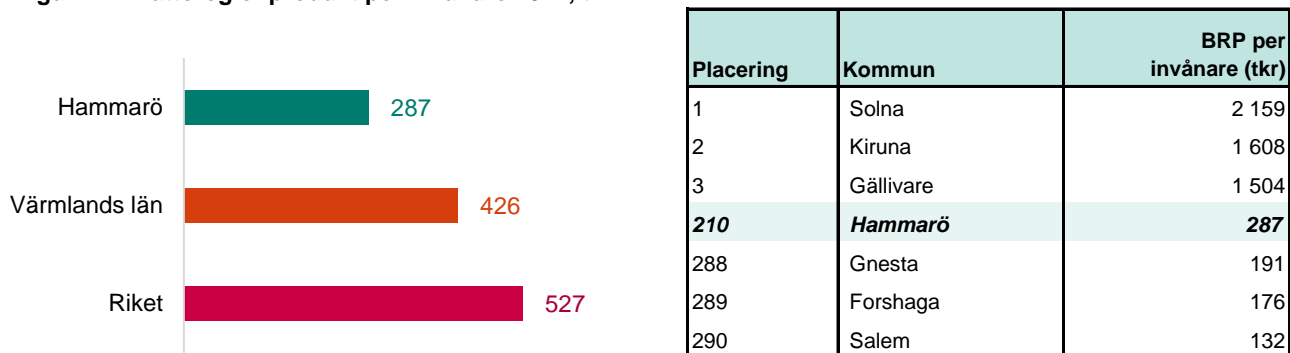 Hammarö 287
Värmlands län 426
Riket 527
Placering Kommun BRP per invånare (tkr)
1 Solna 2 159
2 Kiruna 1 608
3 Gällivare 1 504
210 Hammarö 287
288 Gnesta 191
289 Forshaga 176
290 Salem 132